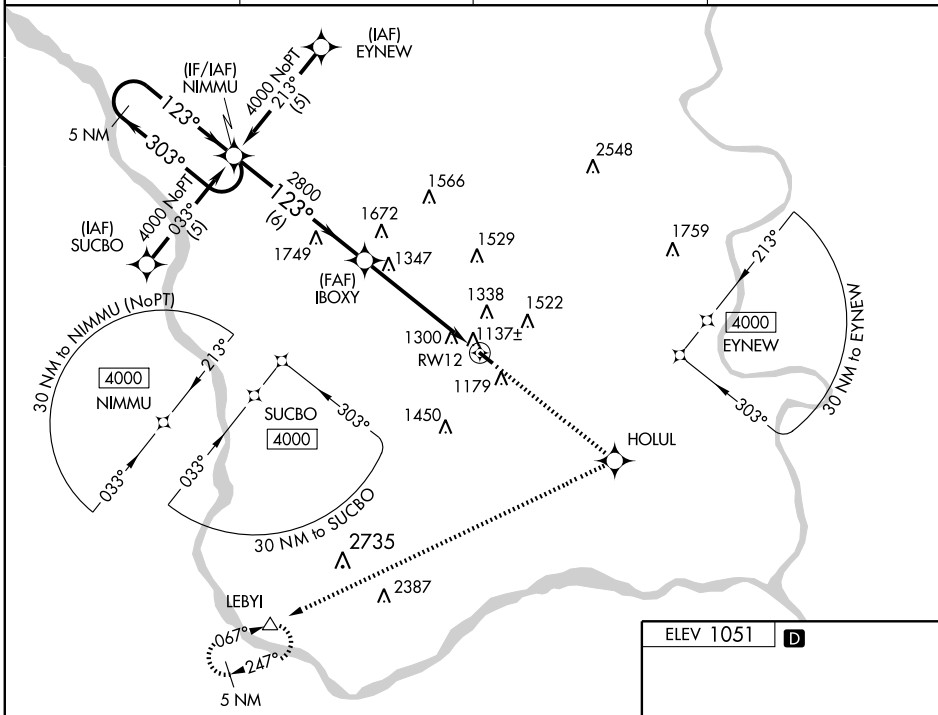 (IAF)
EYNEW
(IF/IAF)
NIMMU
4000 NoPT
213°
(5)
123°
5 NM
303°
2548
2800
123°
(6)
1566
4000 NoPT
033°
(5)
(IAF)
SUCBO
1672
1749
1347
1529
1759
213°
(FAF)
IBOXY
1338
1522
4000
EYNEW
30 NM to EYNEW
303°
1300
1137±
RW12
1179
30 NM to NIMMU (NoPT)
213°
4000
NIMMU
033°
SUCBO
4000
303°
033°
30 NM to SUCBO
1450
HOLUL
2735
2387
LEBYI
067°
247°
5 NM
ELEV 1051 D